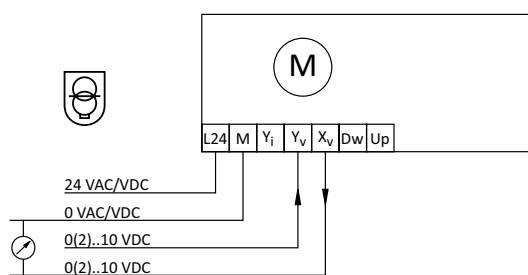 M
L24 M Yi Yv Xv Dw Up
24 VAC/VDC
0 VAC/VDC
0(2)..10 VDC
0(2)..10 VDC